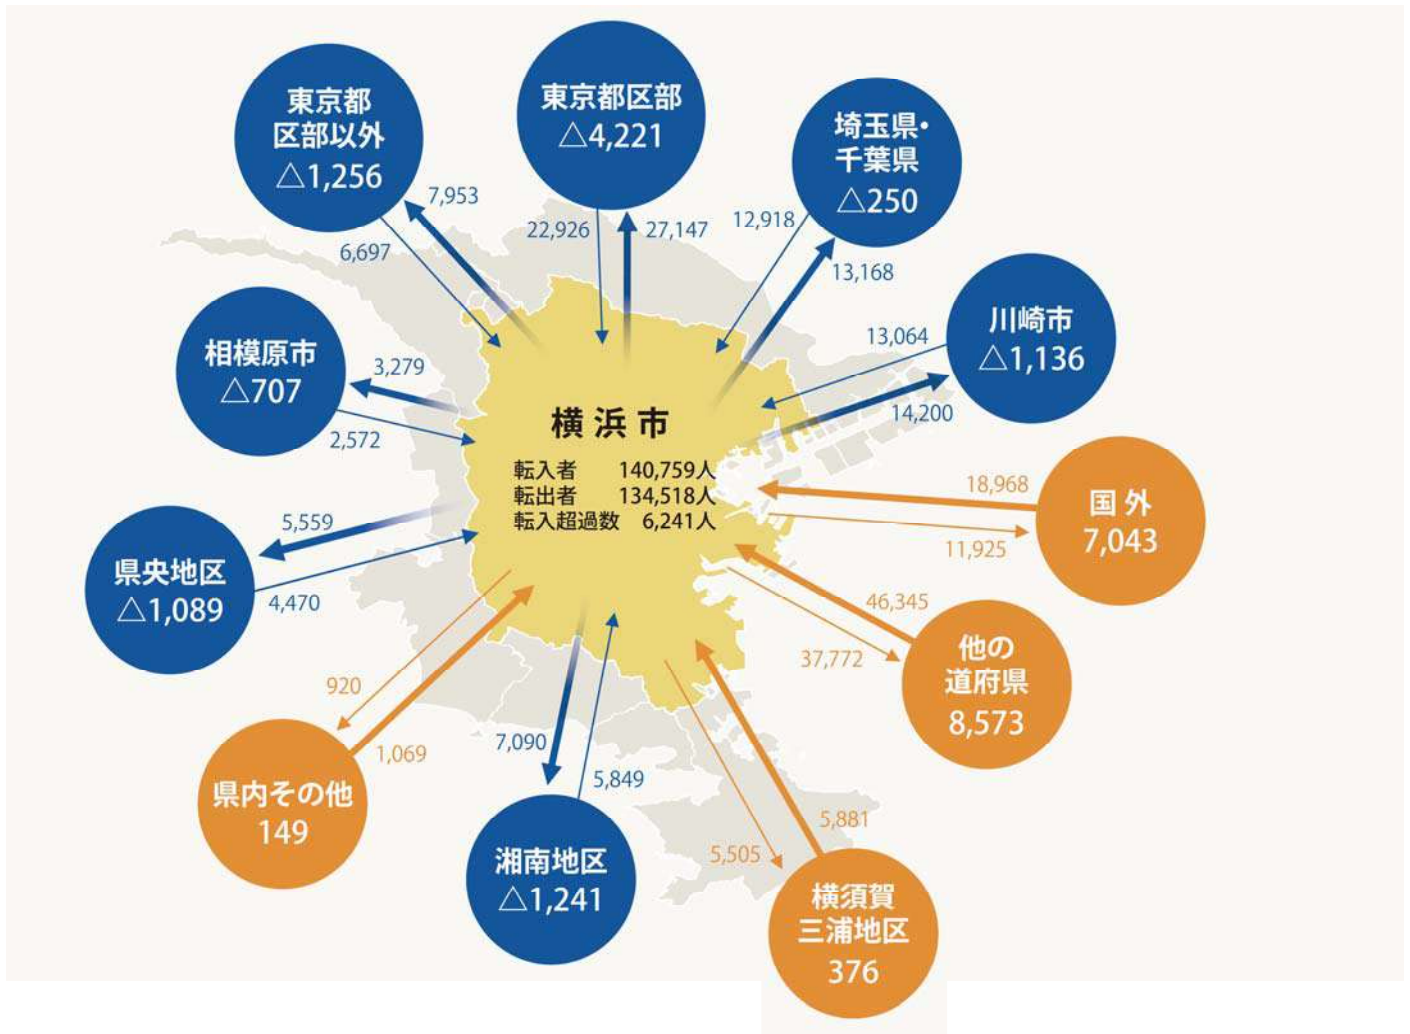 東京都
区部以外
△1,256
7,953
6,697
東京都区部
△4,221
22,926
27,147
埼玉県・
千葉県
△250
12,918
13,168
川崎市
△1,136
13,064
14,200
相模原市
△707
3,279
2,572
横浜市
転入者 140,759人
転出者 134,518人
転入超過数 6,241人
国外
7,043
18,968
11,925
県央地区
△1,089
5,559
4,470
他の
道府県
8,573
46,345
37,772
県内その他
149
920
1,069
湘南地区
△1,241
7,090
5,849
横須賀
三浦地区
376
5,881
5,505